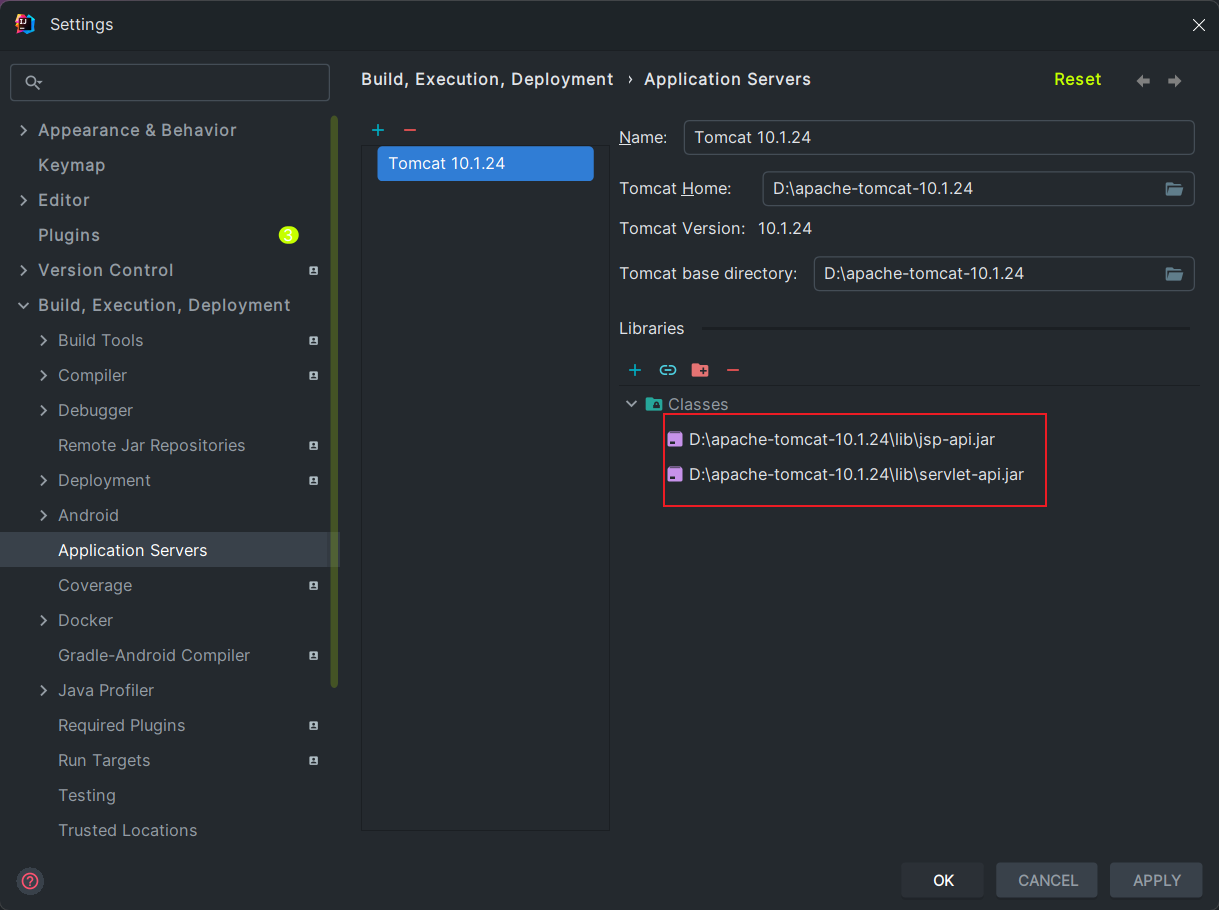 Settings
Appearance & Behavior
Keymap
Editor
Plugins 3
Version Control
Build, Execution, Deployment
Build Tools
Compiler
Debugger
Remote Jar Repositories
Deployment
Android
Application Servers
Coverage
Docker
Gradle-Android Compiler
Java Profiler
Required Plugins
Run Targets
Testing
Trusted Locations
Build, Execution, Deployment › Application Servers
Reset
Tomcat 10.1.24
Name: Tomcat 10.1.24
Tomcat Home: D:\apache-tomcat-10.1.24
Tomcat Version: 10.1.24
Tomcat base directory: D:\apache-tomcat-10.1.24
Libraries
Classes
D:\apache-tomcat-10.1.24\lib\jsp-api.jar
D:\apache-tomcat-10.1.24\lib\servlet-api.jar
OK
CANCEL
APPLY